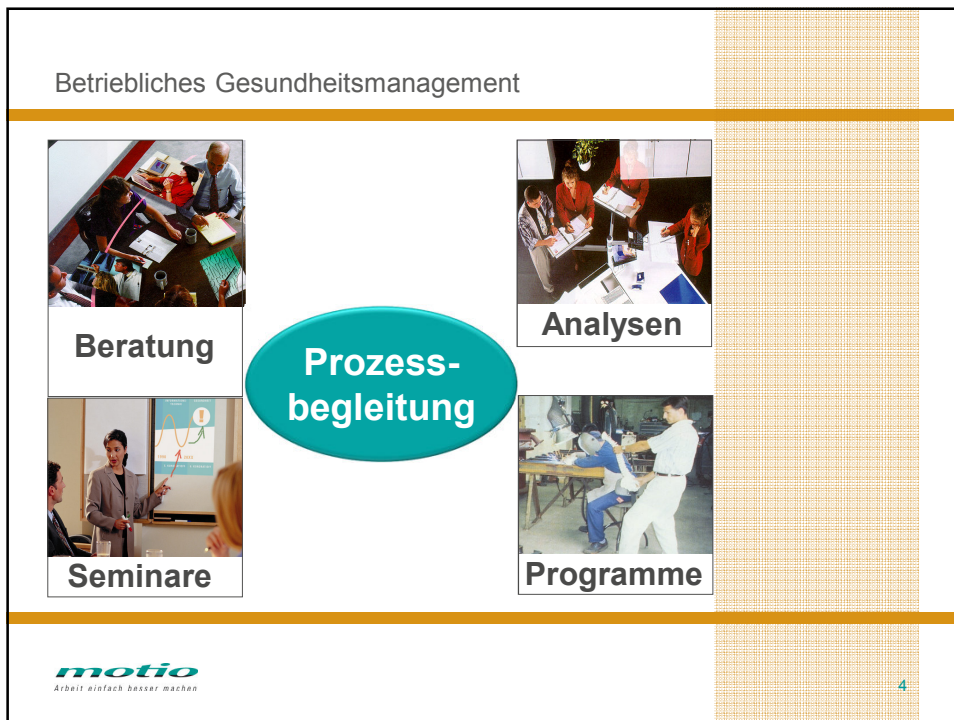 Betriebliches Gesundheitsmanagement
Beratung
Analysen
Prozess-
begleitung
Seminare
Programme
motio
Arbeit einfach besser machen
4